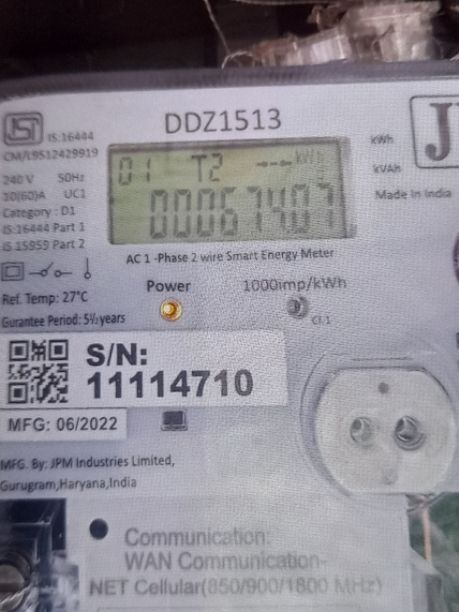 DDZ1513
IS:16444
CM/L9512429919
240 V 50Hz
10(60)A UC1
Category : D1
IS:16444 Part 1
IS 15959 Part 2
01 T2 kWh
00067407
kWh
kVAh
Made in India
J
AC 1 -Phase 2 wire Smart Energy Meter
Power 1000imp/kWh
Ref. Temp: 27°C
Gurantee Period: 5½ years
S/N:
11114710
MFG: 06/2022
MFG. By: JPM Industries Limited,
Gurugram,Haryana,India
Communication:
WAN Communication-
NET Cellular(850/900/1800 MHz)